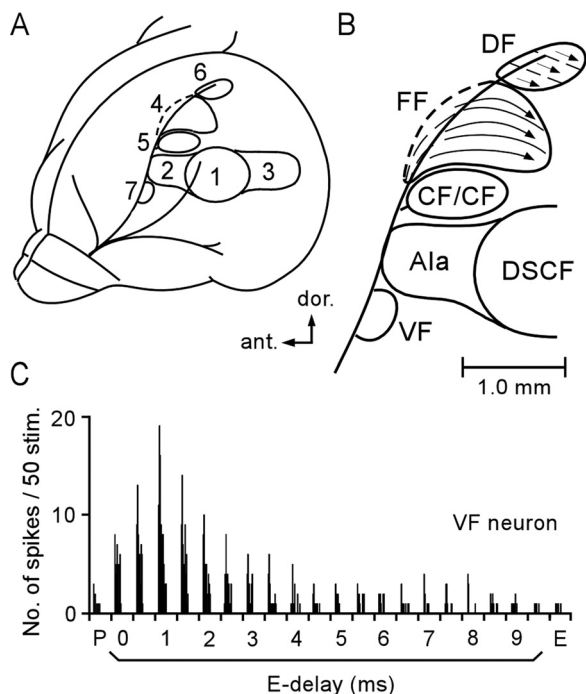 A
6
4
5
2
1
3
7
dor.
ant.
B
DF
FF
CF/CF
AIa
DSCF
VF
1.0 mm
C
No. of spikes / 50 stim.
20
10
0
VF neuron
P 0 1 2 3 4 5 6 7 8 9 E
E-delay (ms)